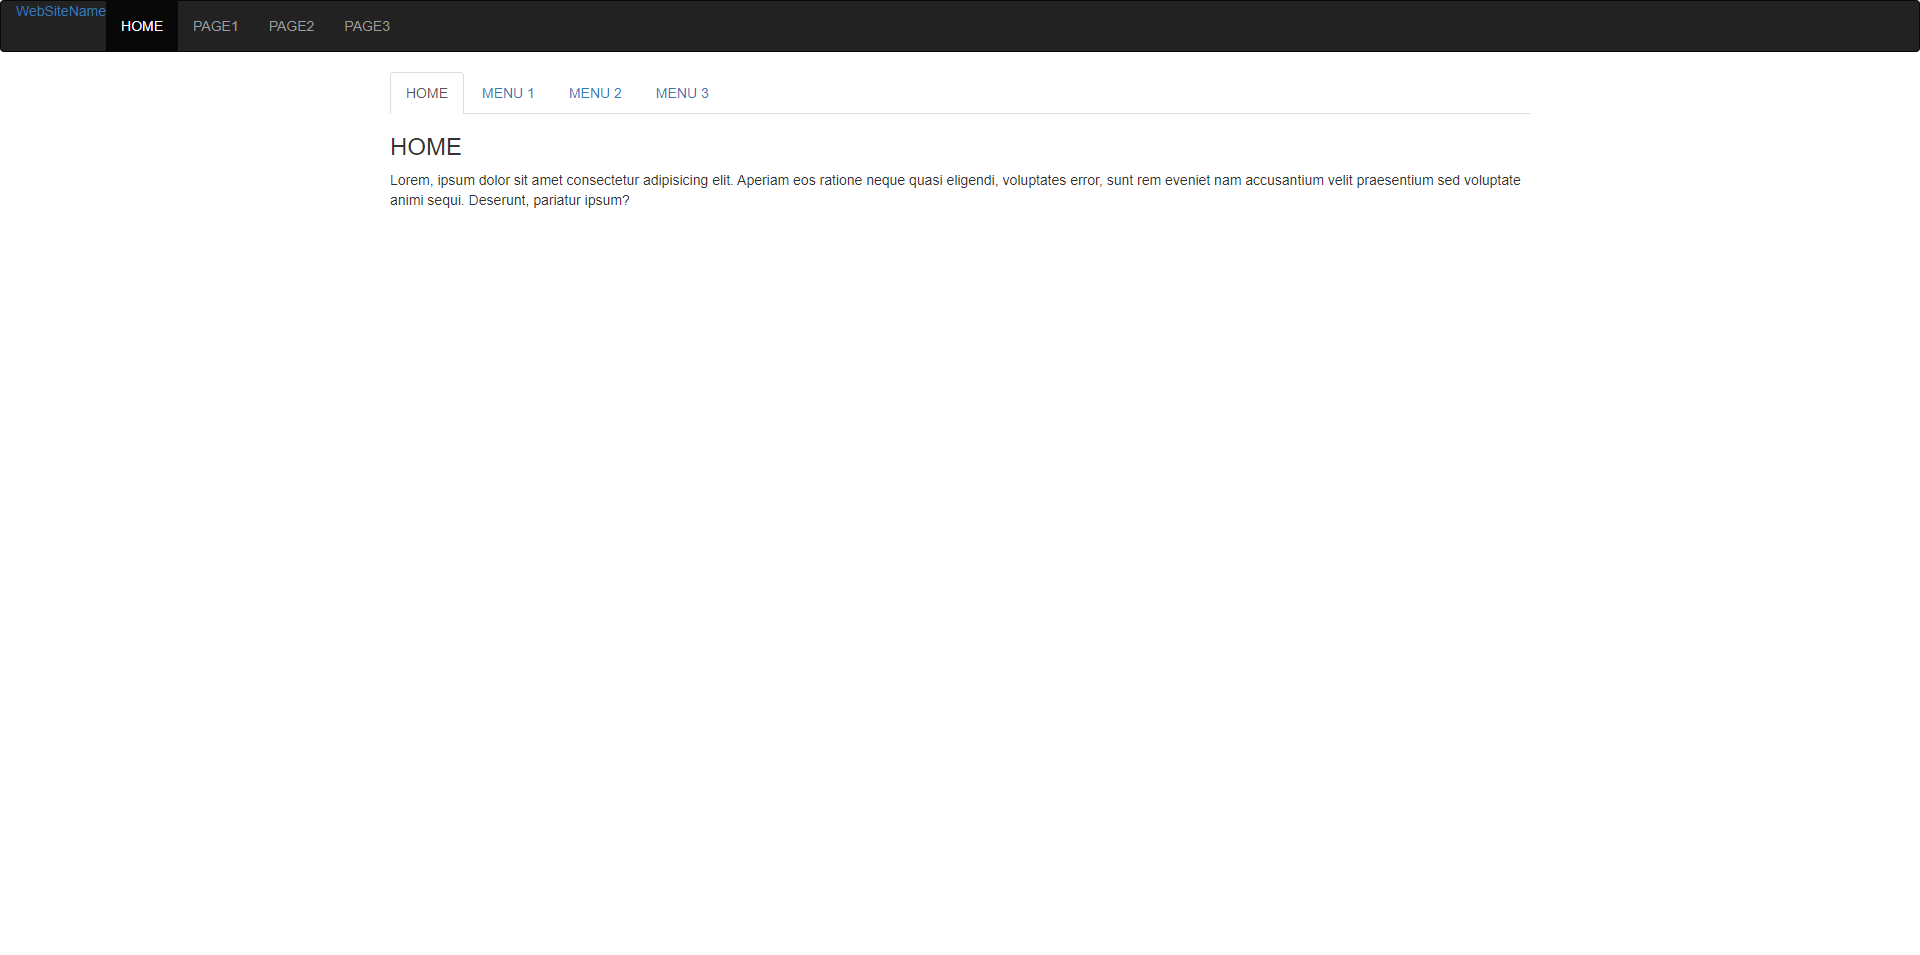 WebSiteName HOME PAGE1 PAGE2 PAGE3
HOME MENU 1 MENU 2 MENU 3
HOME
Lorem, ipsum dolor sit amet consectetur adipisicing elit. Aperiam eos ratione neque quasi eligendi, voluptates error, sunt rem eveniet nam accusantium velit praesentium sed voluptate
animi sequi. Deserunt, pariatur ipsum?